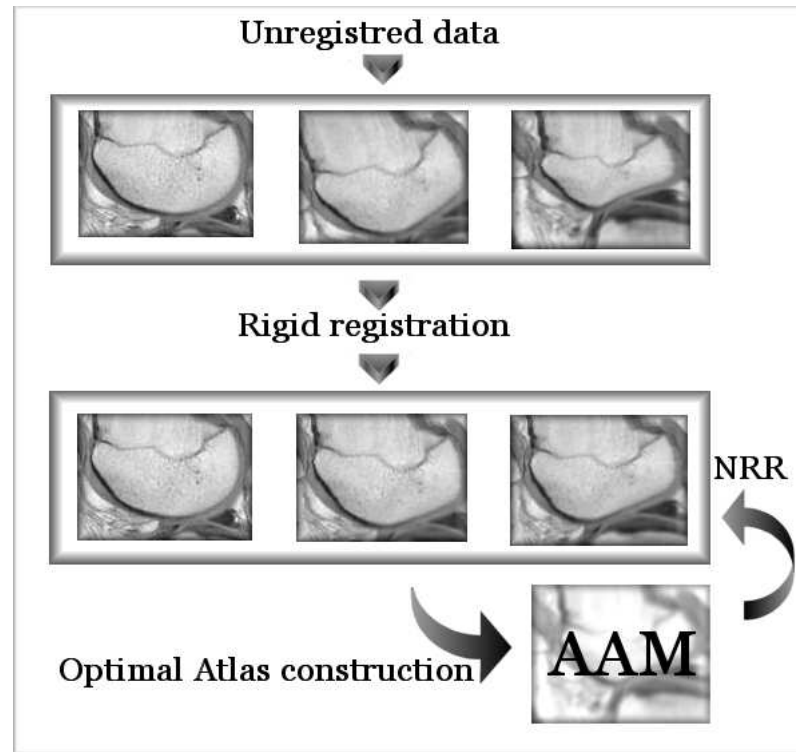 Unregistred data
Rigid registration
NRR
AAM
Optimal Atlas construction